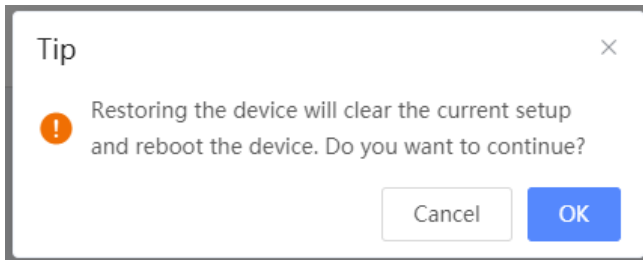 Tip
Restoring the device will clear the current setup
and reboot the device. Do you want to continue?
Cancel OK